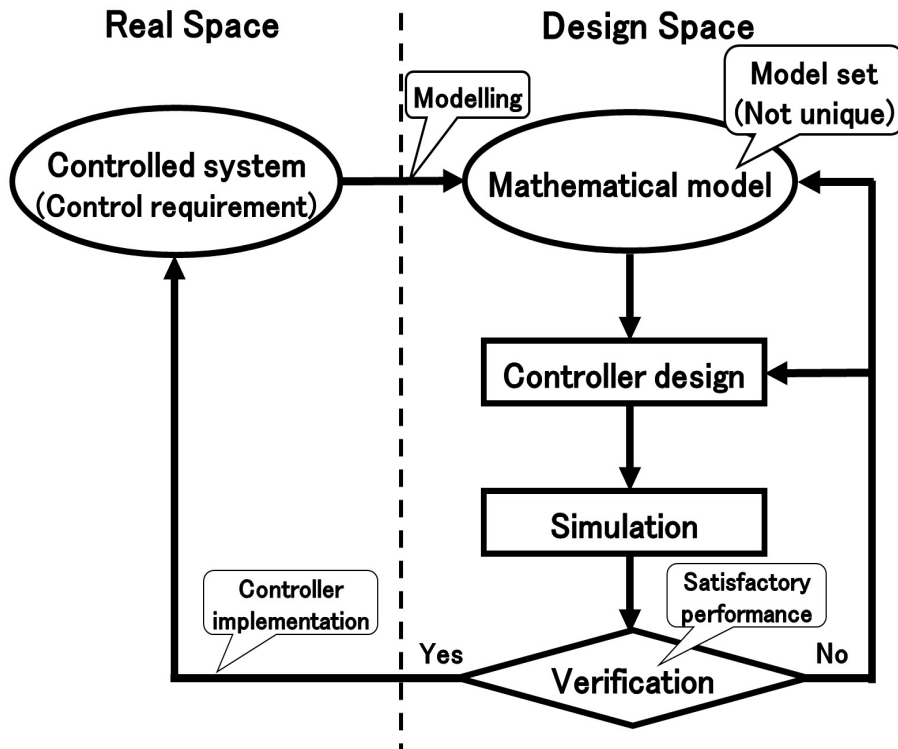 Real Space
Design Space
Modelling
Model set
(Not unique)
Controlled system
(Control requirement)
Mathematical model
Controller design
Simulation
Controller
implementation
Satisfactory
performance
Yes
No
Verification